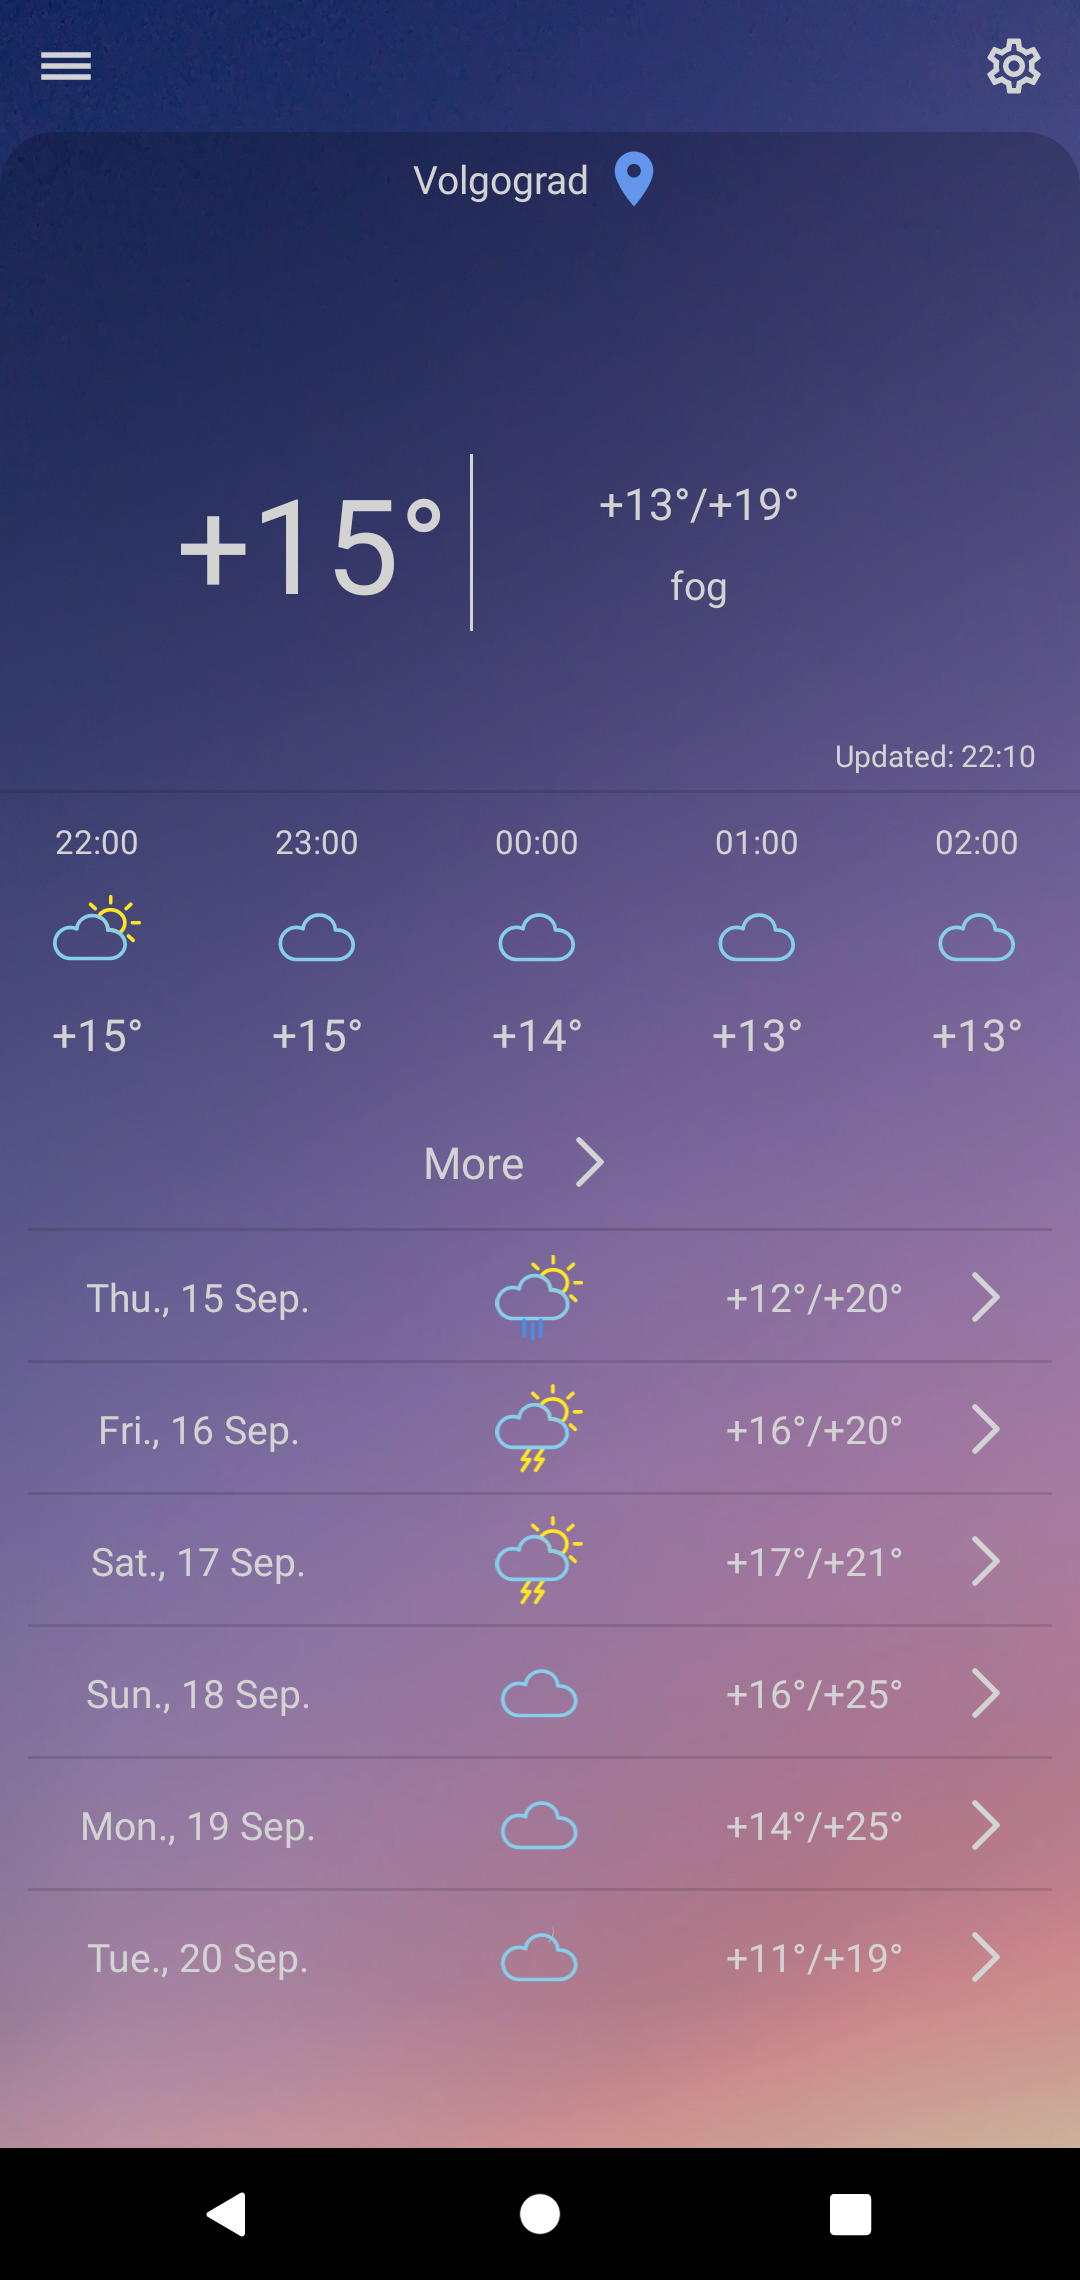 Volgograd
+15°
+13°/+19°
fog
Updated: 22:10
22:00 23:00 00:00 01:00 02:00
+15° +15° +14° +13° +13°
More
Thu., 15 Sep. +12°/+20°
Fri., 16 Sep. +16°/+20°
Sat., 17 Sep. +17°/+21°
Sun., 18 Sep. +16°/+25°
Mon., 19 Sep. +14°/+25°
Tue., 20 Sep. +11°/+19°